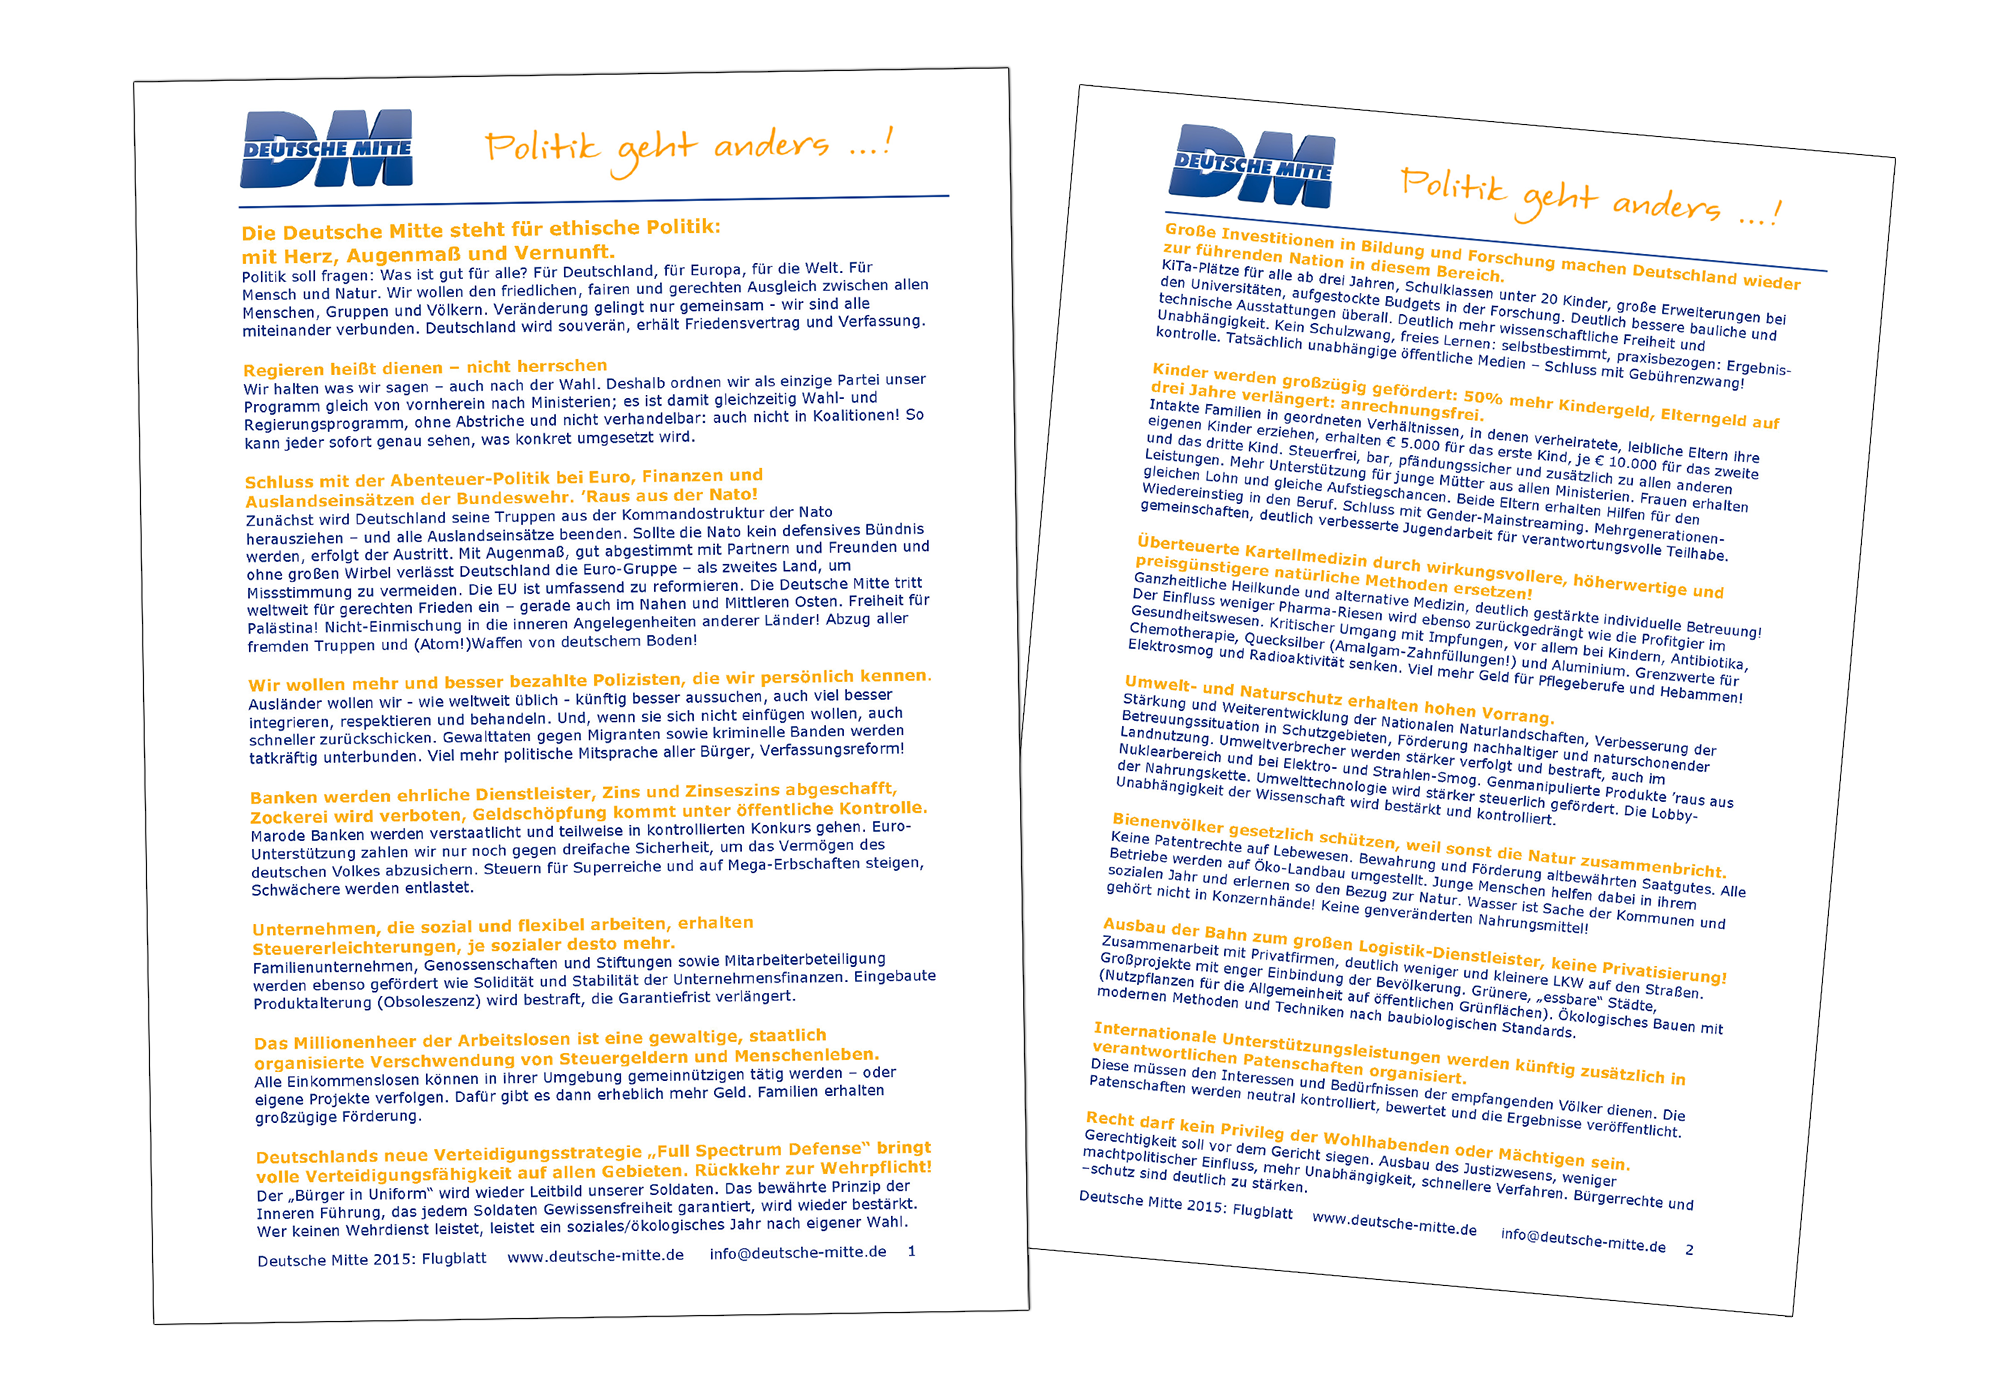 DM
DEUTSCHE MITTE
Politik geht anders ...!
Die Deutsche Mitte steht für ethische Politik:
mit Herz, Augenmaß und Vernunft.
Politik soll fragen: Was ist gut für alle? Für Deutschland, für Europa, für die Welt. Für
Mensch und Natur. Wir wollen den friedlichen, fairen und gerechten Ausgleich zwischen allen
Menschen, Gruppen und Völkern. Veränderung gelingt nur gemeinsam - wir sind alle
miteinander verbunden. Deutschland wird souverän, erhält Friedensvertrag und Verfassung.
Regieren heißt dienen – nicht herrschen
Wir halten was wir sagen – auch nach der Wahl. Deshalb ordnen wir als einzige Partei unser
Programm gleich von vornherein nach Ministerien; es ist damit gleichzeitig Wahl- und
Regierungsprogramm, ohne Abstriche und nicht verhandelbar: auch nicht in Koalitionen! So
kann jeder sofort genau sehen, was konkret umgesetzt wird.
Schluss mit der Abenteuer-Politik bei Euro, Finanzen und
Auslandseinsätzen der Bundeswehr. ’Raus aus der Nato!
Zunächst wird Deutschland seine Truppen aus der Kommandostruktur der Nato
herausziehen – und alle Auslandseinsätze beenden. Sollte die Nato kein defensives Bündnis
werden, erfolgt der Austritt. Mit Augenmaß, gut abgestimmt mit Partnern und Freunden und
ohne großen Wirbel verlässt Deutschland die Euro-Gruppe – als zweites Land, um
Missstimmung zu vermeiden. Die EU ist umfassend zu reformieren. Die Deutsche Mitte tritt
weltweit für gerechten Frieden ein – gerade auch im Nahen und Mittleren Osten. Freiheit für
Palästina! Nicht-Einmischung in die inneren Angelegenheiten anderer Länder! Abzug aller
fremden Truppen und (Atom!)Waffen von deutschem Boden!
Wir wollen mehr und besser bezahlte Polizisten, die wir persönlich kennen.
Ausländer wollen wir - wie weltweit üblich - künftig besser aussuchen, auch viel besser
integrieren, respektieren und behandeln. Und, wenn sie sich nicht einfügen wollen, auch
schneller zurückschicken. Gewalttaten gegen Migranten sowie kriminelle Banden werden
tatkräftig unterbunden. Viel mehr politische Mitsprache aller Bürger, Verfassungsreform!
Banken werden ehrliche Dienstleister, Zins und Zinseszins abgeschafft,
Zockerei wird verboten, Geldschöpfung kommt unter öffentliche Kontrolle.
Marode Banken werden verstaatlicht und teilweise in kontrollierten Konkurs gehen. Euro-
Unterstützung zahlen wir nur noch gegen dreifache Sicherheit, um das Vermögen des
deutschen Volkes abzusichern. Steuern für Superreiche und auf Mega-Erbschaften steigen,
Schwächere werden entlastet.
Unternehmen, die sozial und flexibel arbeiten, erhalten
Steuererleichterungen, je sozialer desto mehr.
Familienunternehmen, Genossenschaften und Stiftungen sowie Mitarbeiterbeteiligung
werden ebenso gefördert wie Solidität und Stabilität der Unternehmensfinanzen. Eingebaute
Produktalterung (Obsoleszenz) wird bestraft, die Garantiefrist verlängert.
Das Millionenheer der Arbeitslosen ist eine gewaltige, staatlich
organisierte Verschwendung von Steuergeldern und Menschenleben.
Alle Einkommenslosen können in ihrer Umgebung gemeinnützigen tätig werden – oder
eigene Projekte verfolgen. Dafür gibt es dann erheblich mehr Geld. Familien erhalten
großzügige Förderung.
Deutschlands neue Verteidigungsstrategie „Full Spectrum Defense“ bringt
volle Verteidigungsfähigkeit auf allen Gebieten. Rückkehr zur Wehrpflicht!
Der „Bürger in Uniform“ wird wieder Leitbild unserer Soldaten. Das bewährte Prinzip der
Inneren Führung, das jedem Soldaten Gewissensfreiheit garantiert, wird wieder bestärkt.
Wer keinen Wehrdienst leistet, leistet ein soziales/ökologisches Jahr nach eigener Wahl.
Deutsche Mitte 2015: Flugblatt www.deutsche-mitte.de info@deutsche-mitte.de 1
DM
DEUTSCHE MITTE
Politik geht anders ...!
Große Investitionen in Bildung und Forschung machen Deutschland wieder
zur führenden Nation in diesem Bereich.
KiTa-Plätze für alle ab drei Jahren, Schulklassen unter 20 Kinder, große Erweiterungen bei
den Universitäten, aufgestockte Budgets in der Forschung. Deutlich bessere bauliche und
technische Ausstattungen überall. Deutlich mehr wissenschaftliche Freiheit und
Unabhängigkeit. Kein Schulzwang, freies Lernen: selbstbestimmt, praxisbezogen: Ergebnis-
kontrolle. Tatsächlich unabhängige öffentliche Medien – Schluss mit Gebührenzwang!
Kinder werden großzügig gefördert: 50% mehr Kindergeld, Elterngeld auf
drei Jahre verlängert: anrechnungsfrei.
Intakte Familien in geordneten Verhältnissen, in denen verheiratete, leibliche Eltern ihre
eigenen Kinder erziehen, erhalten € 5.000 für das erste Kind, je € 10.000 für das zweite
und das dritte Kind. Steuerfrei, bar, pfändungssicher und zusätzlich zu allen anderen
Leistungen. Mehr Unterstützung für junge Mütter aus allen Ministerien. Frauen erhalten
gleichen Lohn und gleiche Aufstiegschancen. Beide Eltern erhalten Hilfen für den
Wiedereinstieg in den Beruf. Schluss mit Gender-Mainstreaming. Mehrgenerationen-
gemeinschaften, deutlich verbesserte Jugendarbeit für verantwortungsvolle Teilhabe.
Überteuerte Kartellmedizin durch wirkungsvollere, höherwertige und
preisgünstigere natürliche Methoden ersetzen!
Ganzheitliche Heilkunde und alternative Medizin, deutlich gestärkte individuelle Betreuung!
Der Einfluss weniger Pharma-Riesen wird ebenso zurückgedrängt wie die Profitgier im
Gesundheitswesen. Kritischer Umgang mit Impfungen, vor allem bei Kindern, Antibiotika,
Chemotherapie, Quecksilber (Amalgam-Zahnfüllungen!) und Aluminium. Grenzwerte für
Elektrosmog und Radioaktivität senken. Viel mehr Geld für Pflegeberufe und Hebammen!
Umwelt- und Naturschutz erhalten hohen Vorrang.
Stärkung und Weiterentwicklung der Nationalen Naturlandschaften, Verbesserung der
Betreuungssituation in Schutzgebieten, Förderung nachhaltiger und naturschonender
Landnutzung. Umweltverbrecher werden stärker verfolgt und bestraft, auch im
Nuklearbereich und bei Elektro- und Strahlen-Smog. Genmanipulierte Produkte ’raus aus
der Nahrungskette. Umwelttechnologie wird stärker steuerlich gefördert. Die Lobby-
Unabhängigkeit der Wissenschaft wird bestärkt und kontrolliert.
Bienenvölker gesetzlich schützen, weil sonst die Natur zusammenbricht.
Keine Patentrechte auf Lebewesen. Bewahrung und Förderung altbewährten Saatgutes. Alle
Betriebe werden auf Öko-Landbau umgestellt. Junge Menschen helfen dabei in ihrem
sozialen Jahr und erlernen so den Bezug zur Natur. Wasser ist Sache der Kommunen und
gehört nicht in Konzernhände! Keine genveränderten Nahrungsmittel!
Ausbau der Bahn zum großen Logistik-Dienstleister, keine Privatisierung!
Zusammenarbeit mit Privatfirmen, deutlich weniger und kleinere LKW auf den Straßen.
Großprojekte mit enger Einbindung der Bevölkerung. Grünere, „essbare“ Städte,
(Nutzpflanzen für die Allgemeinheit auf öffentlichen Grünflächen). Ökologisches Bauen mit
modernen Methoden und Techniken nach baubiologischen Standards.
Internationale Unterstützungsleistungen werden künftig zusätzlich in
verantwortlichen Patenschaften organisiert.
Diese müssen den Interessen und Bedürfnissen der empfangenden Völker dienen. Die
Patenschaften werden neutral kontrolliert, bewertet und die Ergebnisse veröffentlicht.
Recht darf kein Privileg der Wohlhabenden oder Mächtigen sein.
Gerechtigkeit soll vor dem Gericht siegen. Ausbau des Justizwesens, weniger
machtpolitischer Einfluss, mehr Unabhängigkeit, schnellere Verfahren. Bürgerrechte und
–schutz sind deutlich zu stärken.
Deutsche Mitte 2015: Flugblatt www.deutsche-mitte.de info@deutsche-mitte.de 2